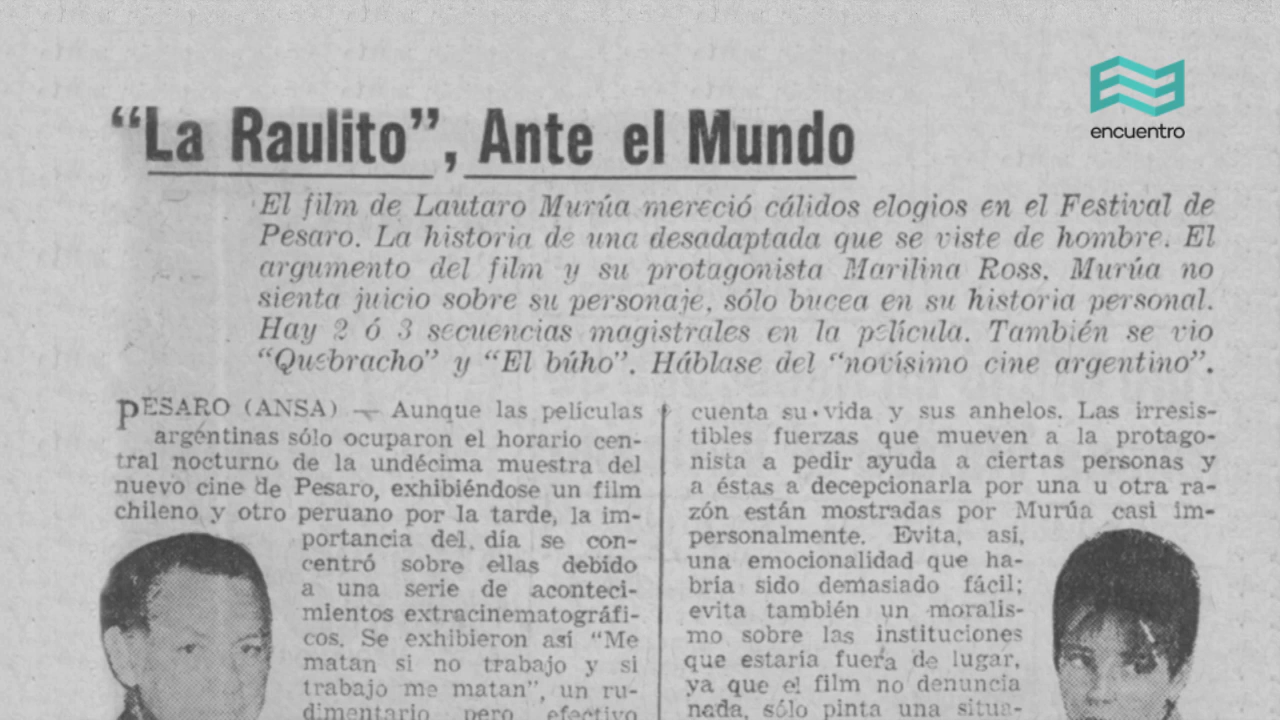 encuentro
“La Raulito”, Ante el Mundo
El film de Lautaro Murúa mereció cálidos elogios en el Festival de
Pesaro. La historia de una desadaptada que se viste de hombre. El
argumento del film y su protagonista Marilina Ross. Murúa no
sienta juicio sobre su personaje, sólo bucea en su historia personal.
Hay 2 ó 3 secuencias magistrales en la película. También se vio
“Quebracho” y “El búho”. Háblase del “novísimo cine argentino”.
PESARO (ANSA) — Aunque las películas
argentinas sólo ocuparon el horario cen-
tral nocturno de la undécima muestra del
nuevo cine de Pesaro, exhibiéndose un film
chileno y otro peruano por la tarde, la im-
portancia del día se con-
centró sobre ellas debido
a una serie de aconteci-
mientos extracinematográfi-
cos. Se exhibieron así “Me
matan si no trabajo y si
trabajo me matan”, un ru-
dimentario pero efectivo
cuenta su vida y sus anhelos. Las irresis-
tibles fuerzas que mueven a la protago-
nista a pedir ayuda a ciertas personas y
a éstas a decepcionarla por una u otra ra-
zón están mostradas por Murúa casi im-
personalmente. Evita, así,
una emocionalidad que ha-
bría sido demasiado fácil;
evita también un moralis-
mo sobre las instituciones
que estaría fuera de lugar,
ya que el film no denuncia
nada, sólo pinta una situa-